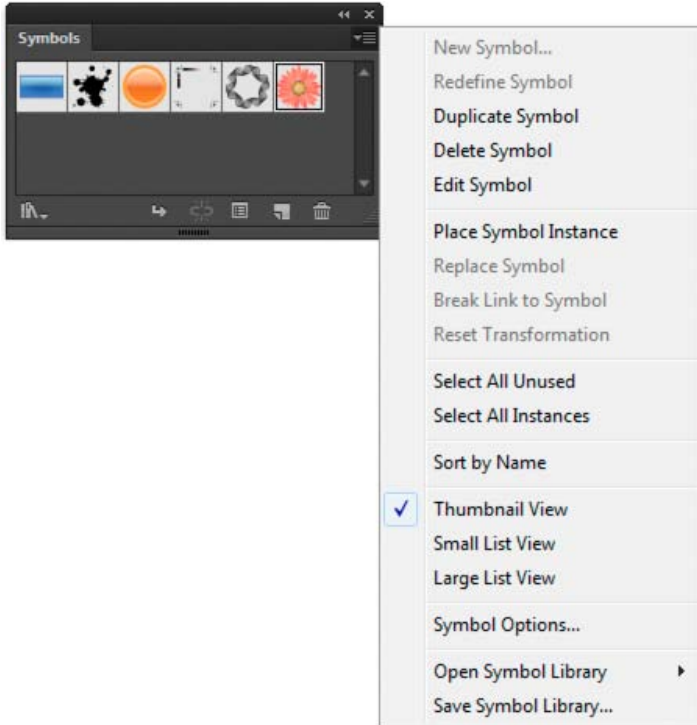 Symbols
New Symbol...
Redefine Symbol
Duplicate Symbol
Delete Symbol
Edit Symbol
Place Symbol Instance
Replace Symbol
Break Link to Symbol
Reset Transformation
Select All Unused
Select All Instances
Sort by Name
Thumbnail View
Small List View
Large List View
Symbol Options...
Open Symbol Library
Save Symbol Library...